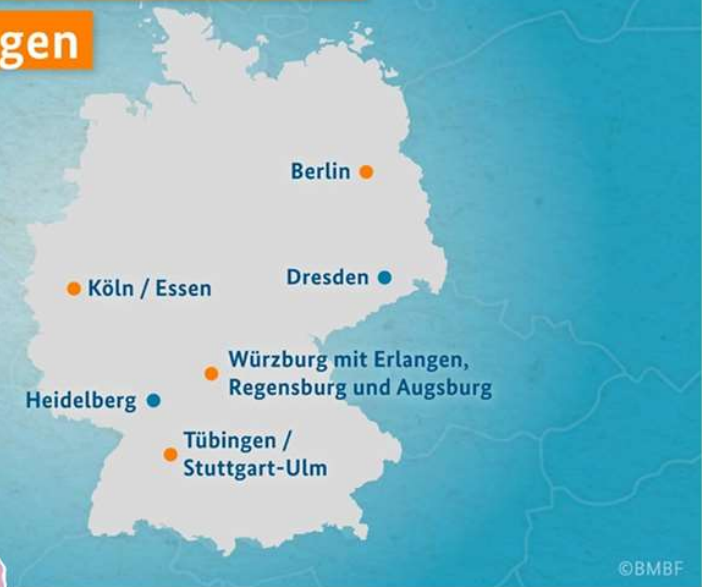 gen
Berlin
Dresden
Köln / Essen
Würzburg mit Erlangen,
Regensburg und Augsburg
Heidelberg
Tübingen /
Stuttgart-Ulm
©BMBF